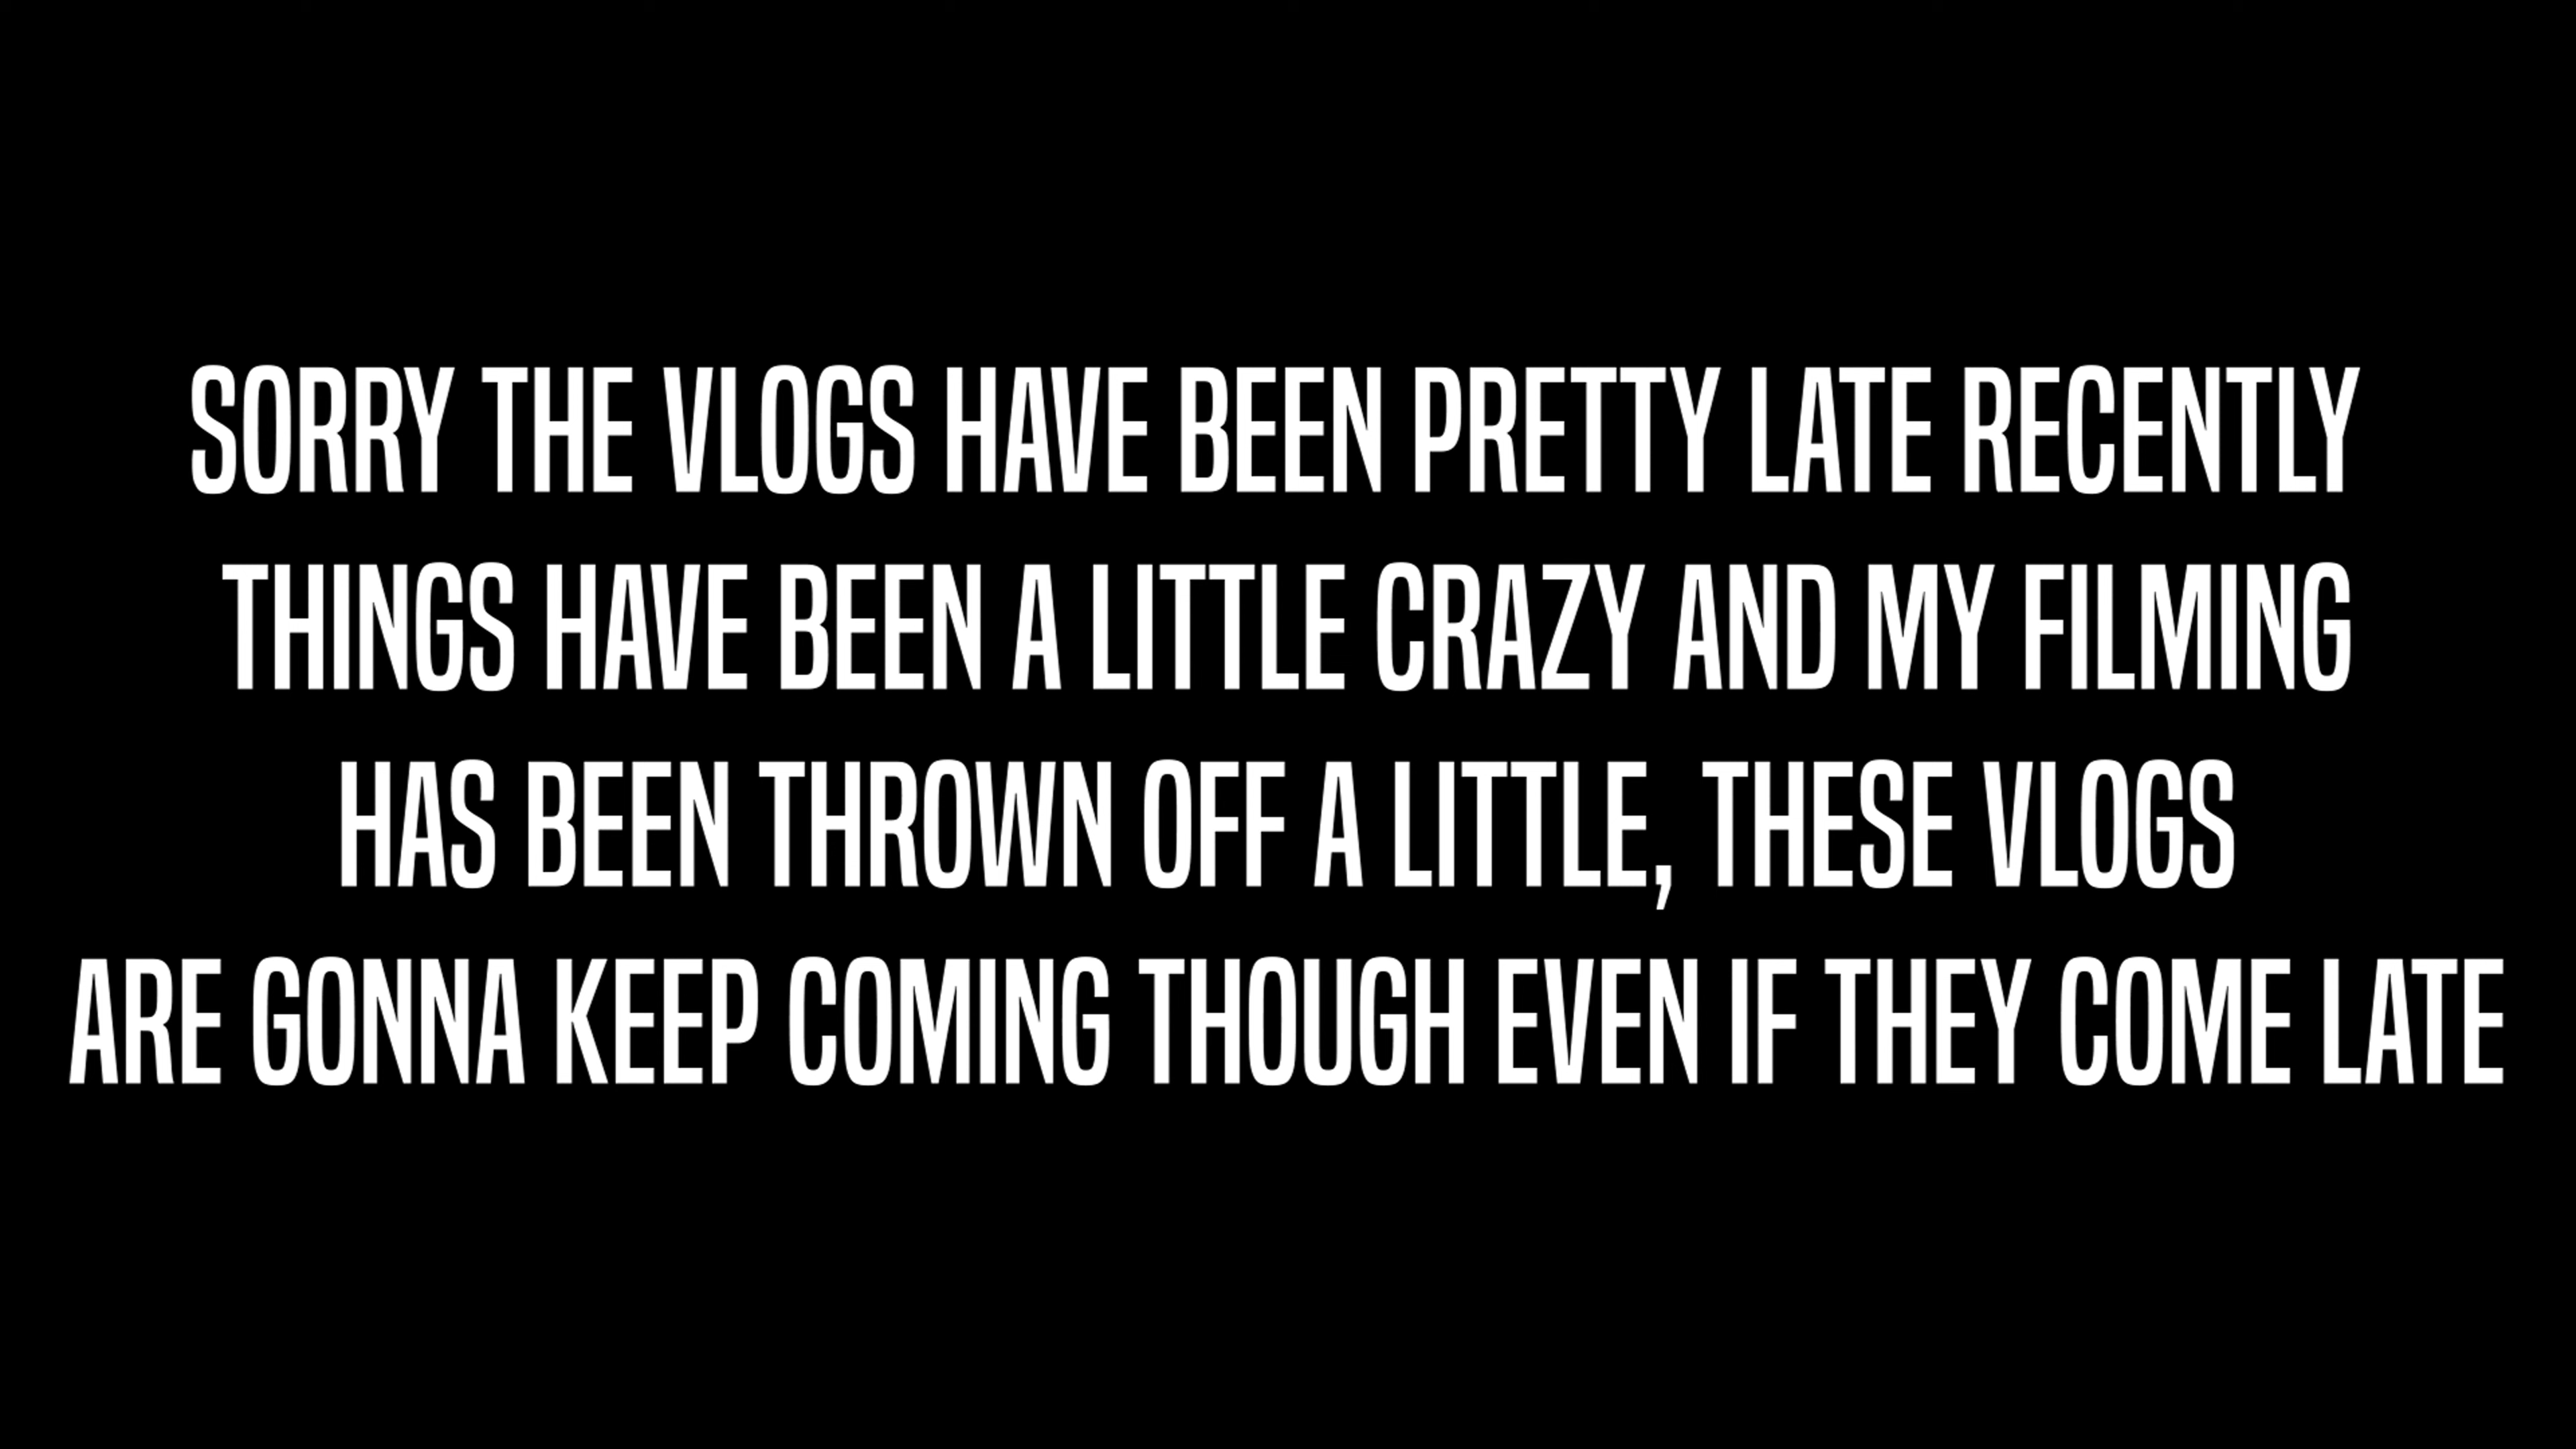 SORRY THE VLOGS HAVE BEEN PRETTY LATE RECENTLY
THINGS HAVE BEEN A LITTLE CRAZY AND MY FILMING
HAS BEEN THROWN OFF A LITTLE, THESE VLOGS
ARE GONNA KEEP COMING THOUGH EVEN IF THEY COME LATE